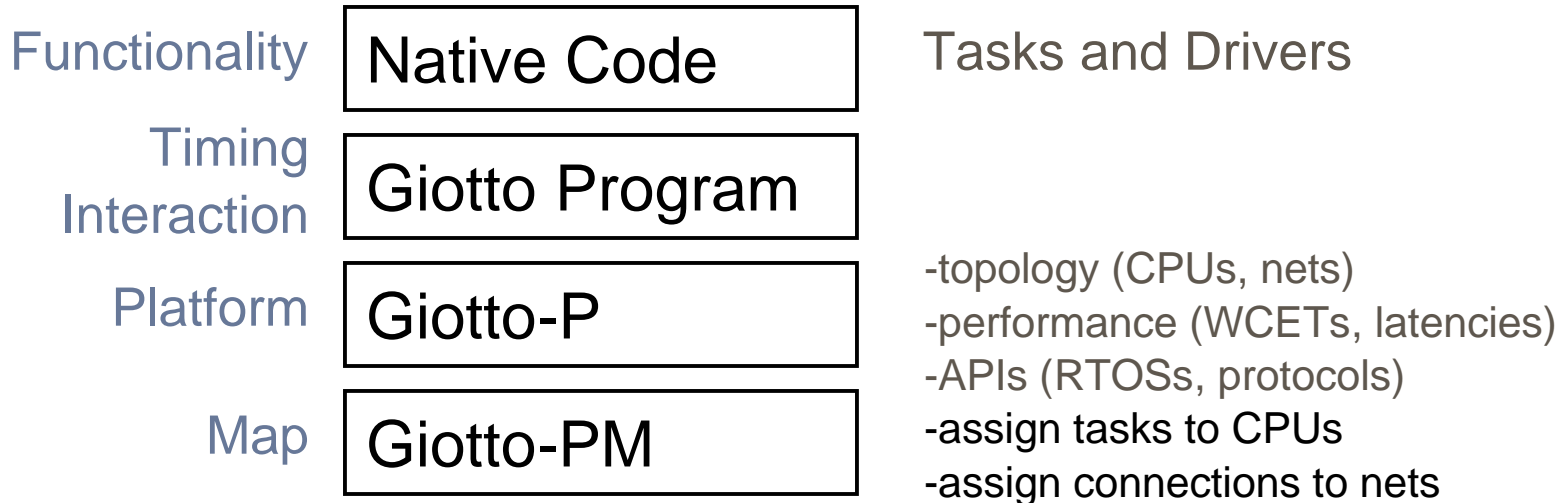 Functionality
Native Code
Tasks and Drivers
Timing
Interaction
Giotto Program
Platform
Giotto-P
-topology (CPUs, nets)
-performance (WCETs, latencies)
-APIs (RTOSs, protocols)
Map
Giotto-PM
-assign tasks to CPUs
-assign connections to nets